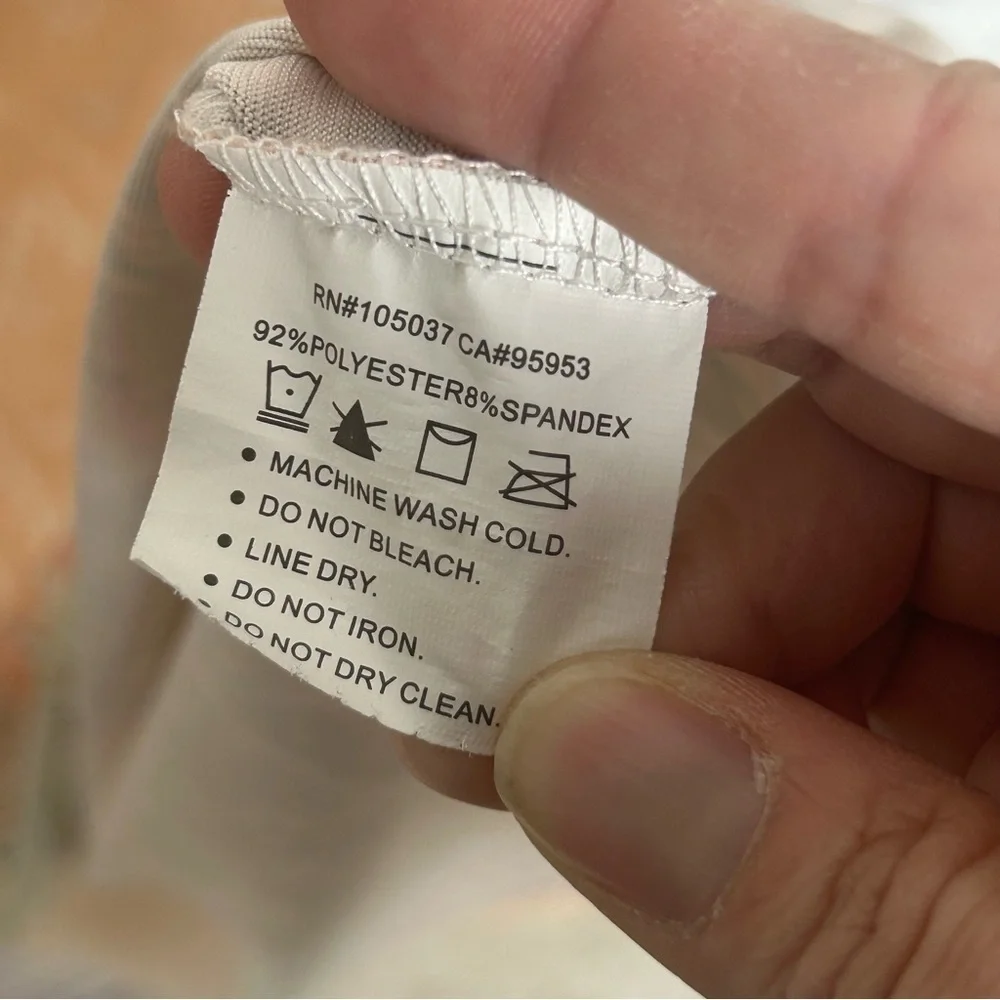 RN#105037 CA#95953
92%POLYESTER8%SPANDEX
• MACHINE WASH COLD.
• DO NOT BLEACH.
• LINE DRY.
• DO NOT IRON.
• DO NOT DRY CLEAN.